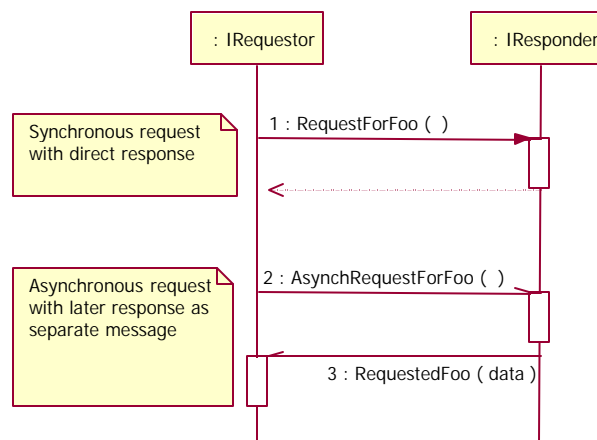 : IRequestor
: IResponder
1 : RequestForFoo ( )
Synchronous request
with direct response
2 : AsynchRequestForFoo ( )
Asynchronous request
with later response as
separate message
3 : RequestedFoo ( data )